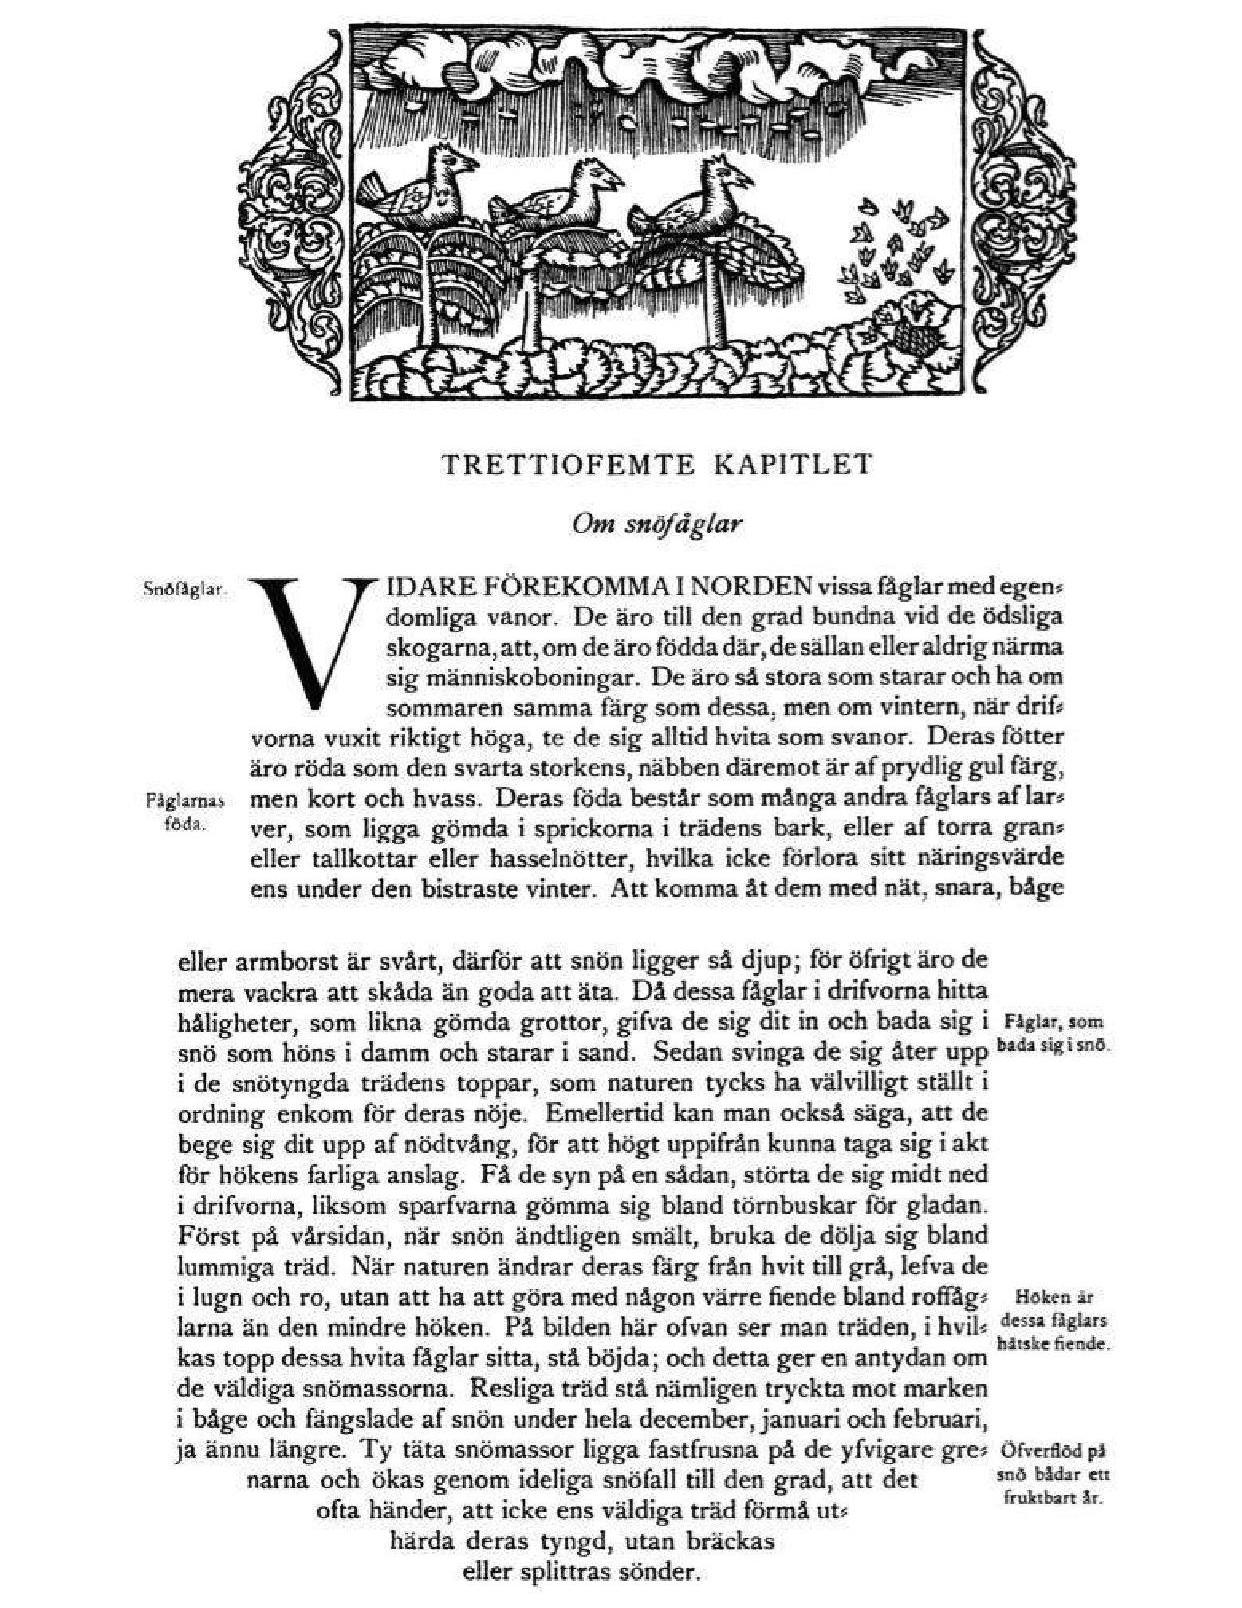 TRETTIOFEMTE KAPITLET
Om snöfåglar
Snöfåglar.
VIDARE FÖREKOMMA I NORDEN vissa fåglar med egen⸗
domliga vanor. De äro till den grad bundna vid de ödsliga
skogarna, att, om de äro födda där, de sällan eller aldrig närma
sig människoboningar. De äro så stora som starar och ha om
sommaren samma färg som dessa, men om vintern, när drif⸗
vorna vuxit riktigt höga, te de sig alltid hvita som svanor. Deras fötter
äro röda som den svarta storkens, näbben däremot är af prydlig gul färg,
Fåglarnas
föda.
men kort och hvass. Deras föda består som många andra fåglars af lar⸗
ver, som ligga gömda i sprickorna i trädens bark, eller af torra gran⸗
eller tallkottar eller hasselnötter, hvilka icke förlora sitt näringsvärde
ens under den bistraste vinter. Att komma åt dem med nät, snara, båge
eller armborst är svårt, därför att snön ligger så djup; för öfrigt äro de
mera vackra att skåda än goda att äta. Då dessa fåglar i drifvorna hitta
håligheter, som likna gömda grottor, gifva de sig dit in och bada sig i
snö som höns i damm och starar i sand. Sedan svinga de sig åter upp
Fåglar, som
bada sig i snö.
i de snötyngda trädens toppar, som naturen tycks ha välvilligt ställt i
ordning enkom för deras nöje. Emellertid kan man också säga, att de
bege sig dit upp af nödtvång, för att högt uppifrån kunna taga sig i akt
för hökens farliga anslag. Få de syn på en sådan, störta de sig midt ned
i drifvorna, liksom sparfvarna gömma sig bland törnbuskar för gladan.
Först på vårsidan, när snön ändtligen smält, bruka de dölja sig bland
lummiga träd. När naturen ändrar deras färg från hvit till grå, lefva de
i lugn och ro, utan att ha att göra med någon värre fiende bland roffåg⸗
larna än den mindre höken. På bilden här ofvan ser man träden, i hvil⸗
kas topp dessa hvita fåglar sitta, stå böjda; och detta ger en antydan om
Höken är
dessa fåglars
hätske fiende.
de väldiga snömassorna. Resliga träd stå nämligen tryckta mot marken
i båge och fängslade af snön under hela december, januari och februari,
ja ännu längre. Ty täta snömassor ligga fastfrusna på de yfvigare gre⸗
narna och ökas genom ideliga snöfall till den grad, att det
ofta händer, att icke ens väldiga träd förmå ut⸗
Öfverflöd på
snö bådar ett
fruktbart år.
härda deras tyngd, utan bräckas
eller splittras sönder.